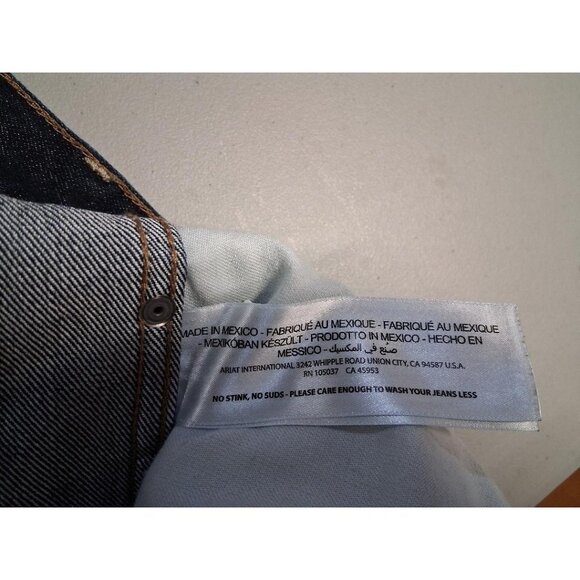 MADE IN MEXICO - FABRIQUÉ AU MEXIQUE - FABRIQUÉ AU MEXIQUE
- MEXIKÓBAN KÉSZÜLT - PRODOTTO IN MEXICO - HECHO EN
MESSICO - صنع في المكسيك
ARIAT INTERNATIONAL 3242 WHIPPLE ROAD UNION CITY, CA 94587 U.S.A.
RN 105037 CA 45953
NO STINK, NO SUDS - PLEASE CARE ENOUGH TO WASH YOUR JEANS LESS